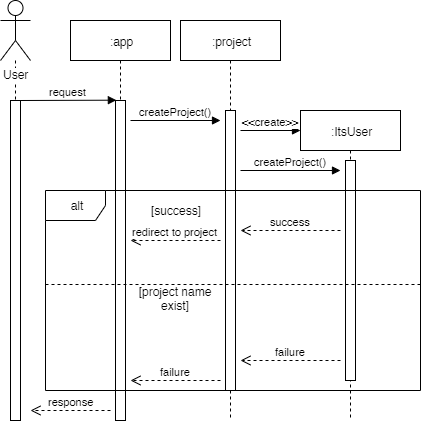 :app
:project
User
request
createProject()
<<create>>
:ItsUser
createProject()
alt
[success]
success
redirect to project
[project name
exist]
failure
failure
response